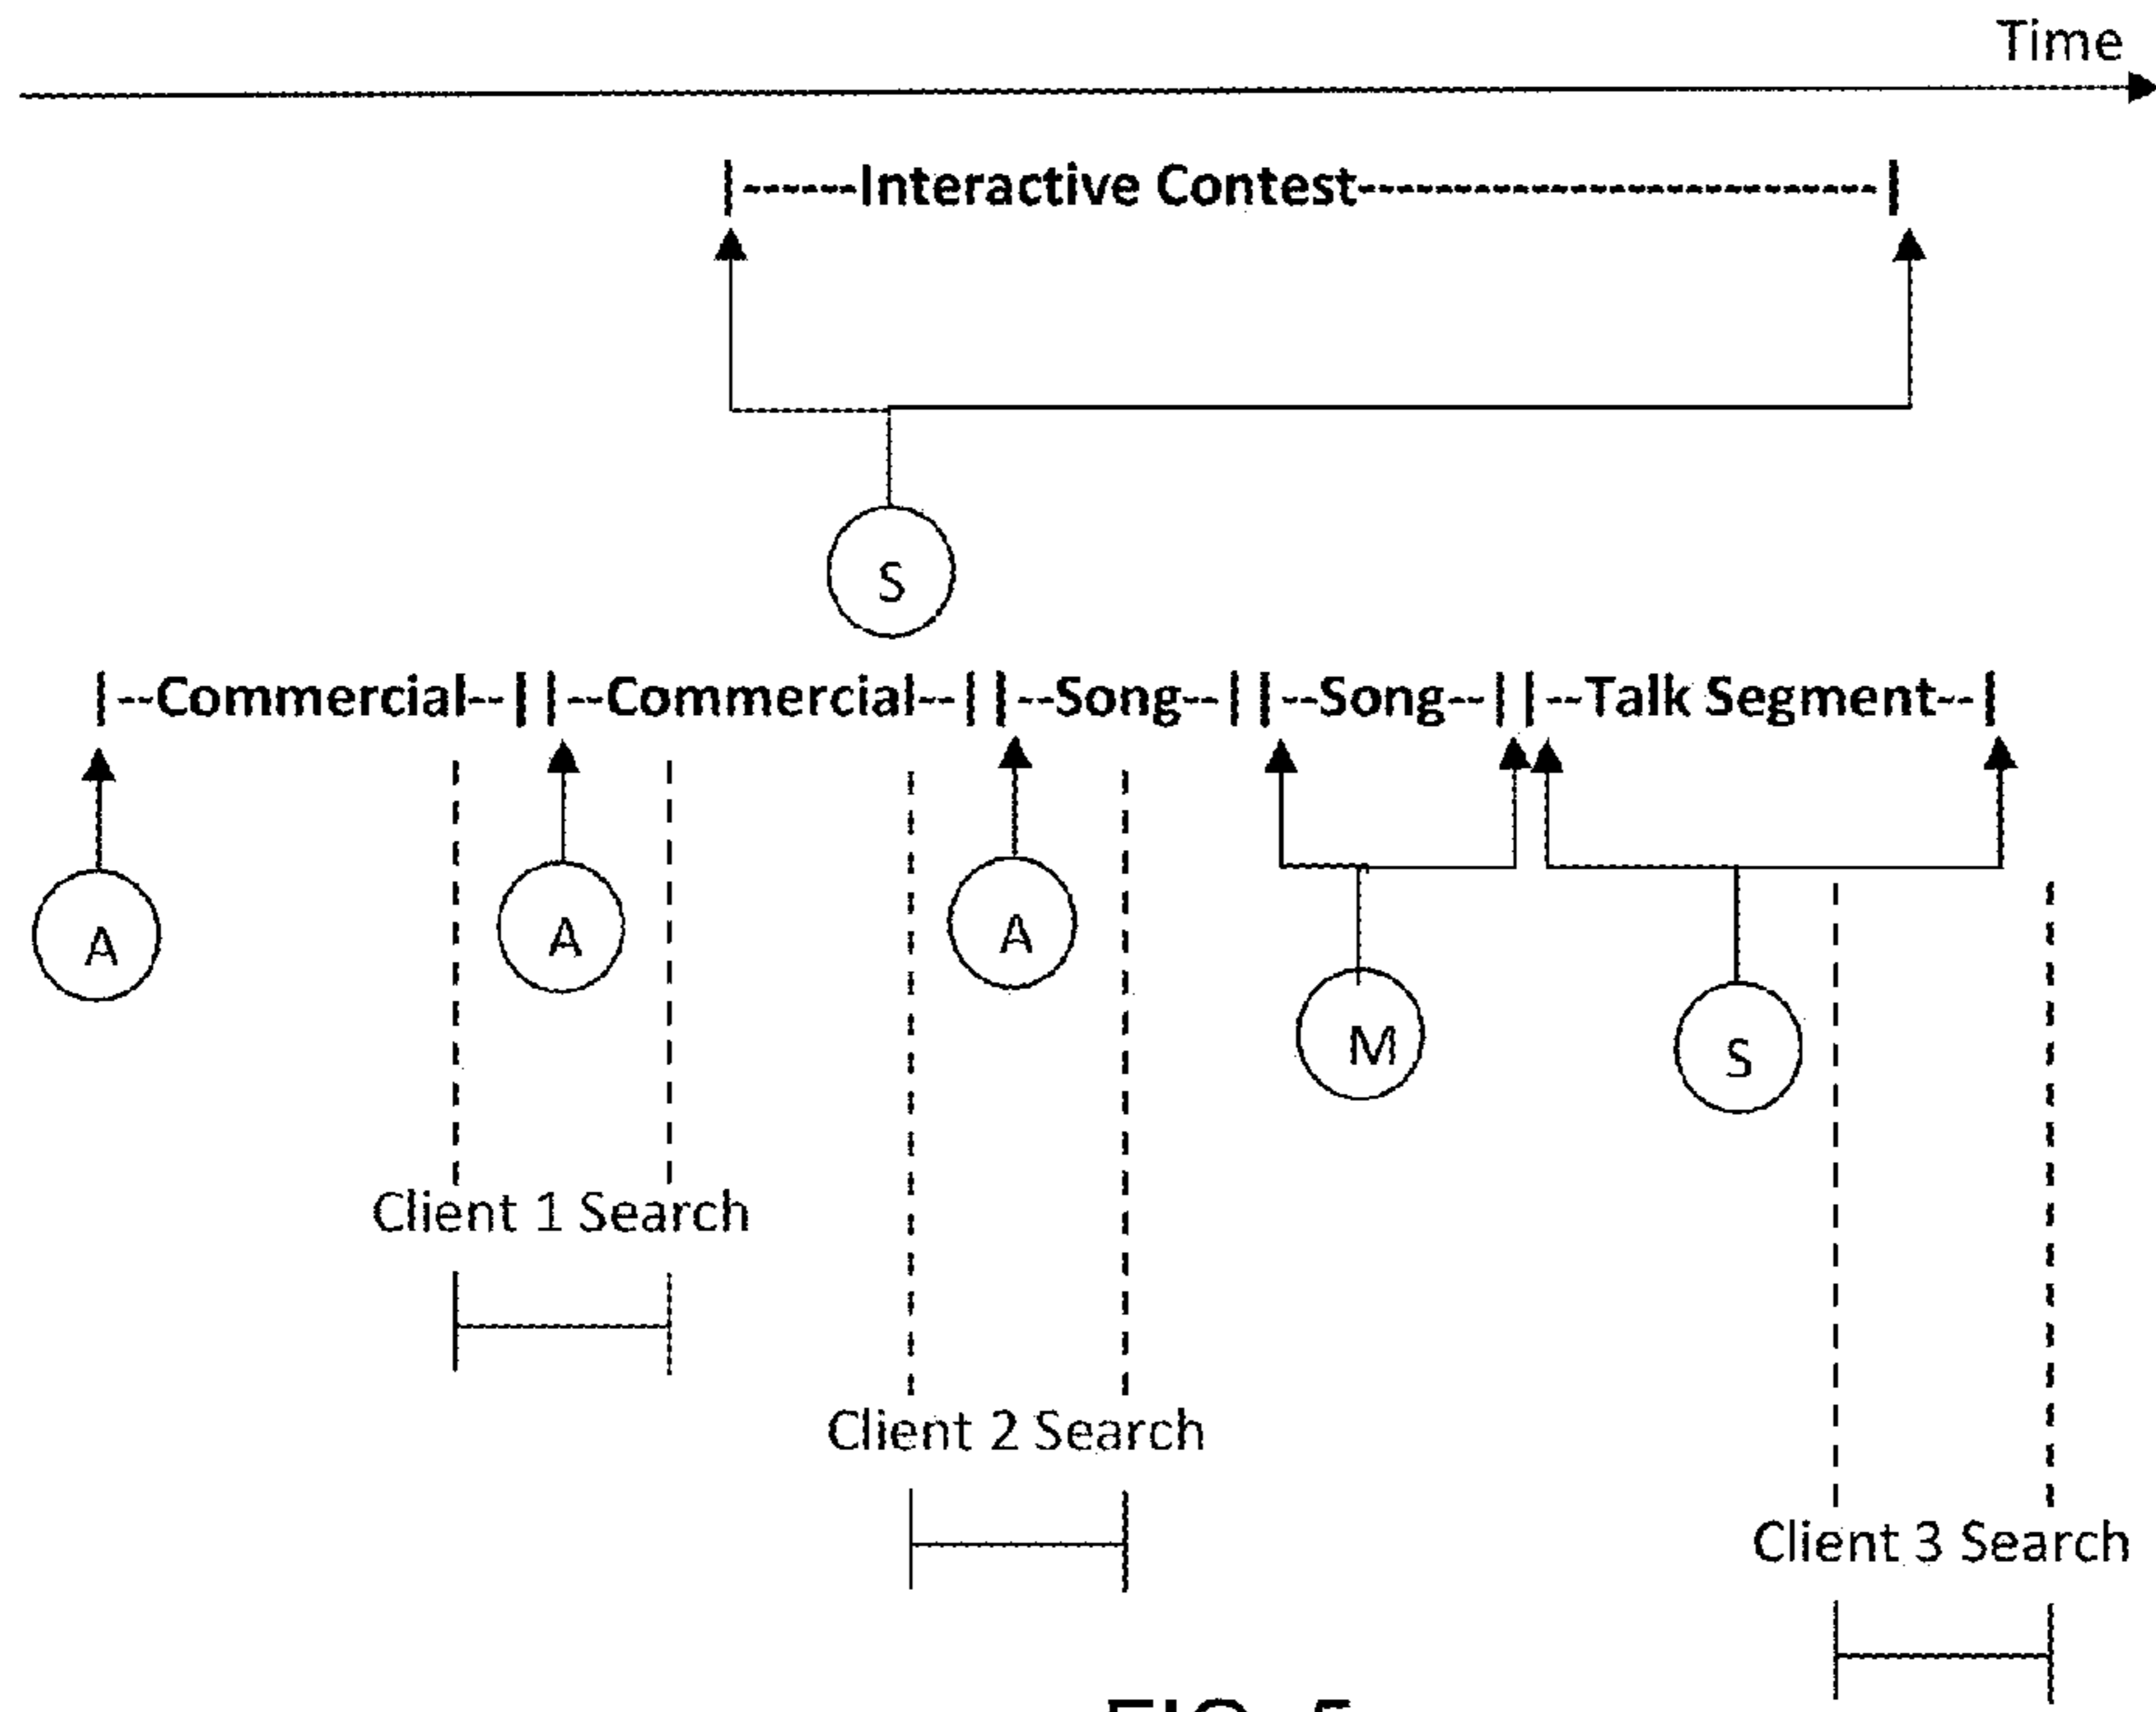 Time
|------Interactive Contest---------------------------|
S
|--Commercial--||--Commercial--||--Song--||--Song--||--Talk Segment--|
A
A
A
M
S
Client 1 Search
Client 2 Search
Client 3 Search